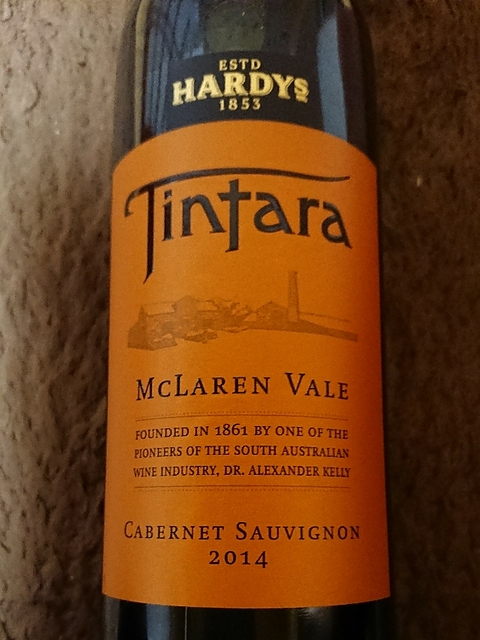 ESTD
HARDYS
1853
Tintara
McLAREN VALE
FOUNDED IN 1861 BY ONE OF THE
PIONEERS OF THE SOUTH AUSTRALIAN
WINE INDUSTRY, DR. ALEXANDER KELLY
CABERNET SAUVIGNON
2014